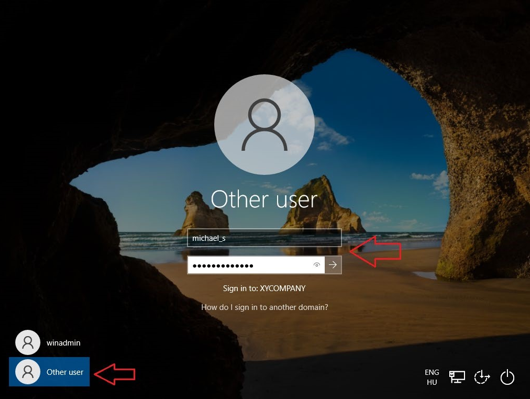 Other user
michael_s
Sign in to: XYCOMPANY
How do I sign in to another domain?
winadmin
Other user
ENG
HU